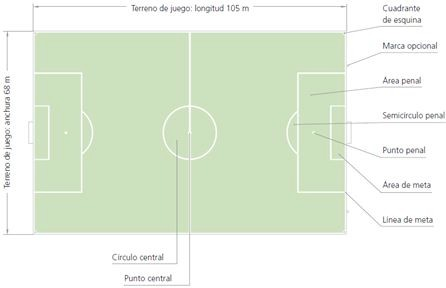 Terreno de juego: longitud 105 m
Terreno de juego: anchura 68 m
Cuadrante
de esquina
Marca opcional
Área penal
Semicírculo penal
Punto penal
Área de meta
Línea de meta
Círculo central
Punto central